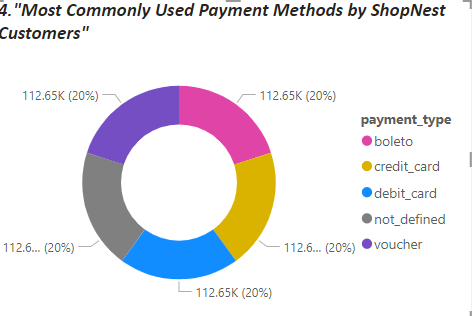 4."Most Commonly Used Payment Methods by ShopNest
Customers"
112.65K (20%)
112.65K (20%)
payment_type
boleto
credit_card
debit_card
not_defined
voucher
112.6... (20%)
112.6... (20%)
112.65K (20%)